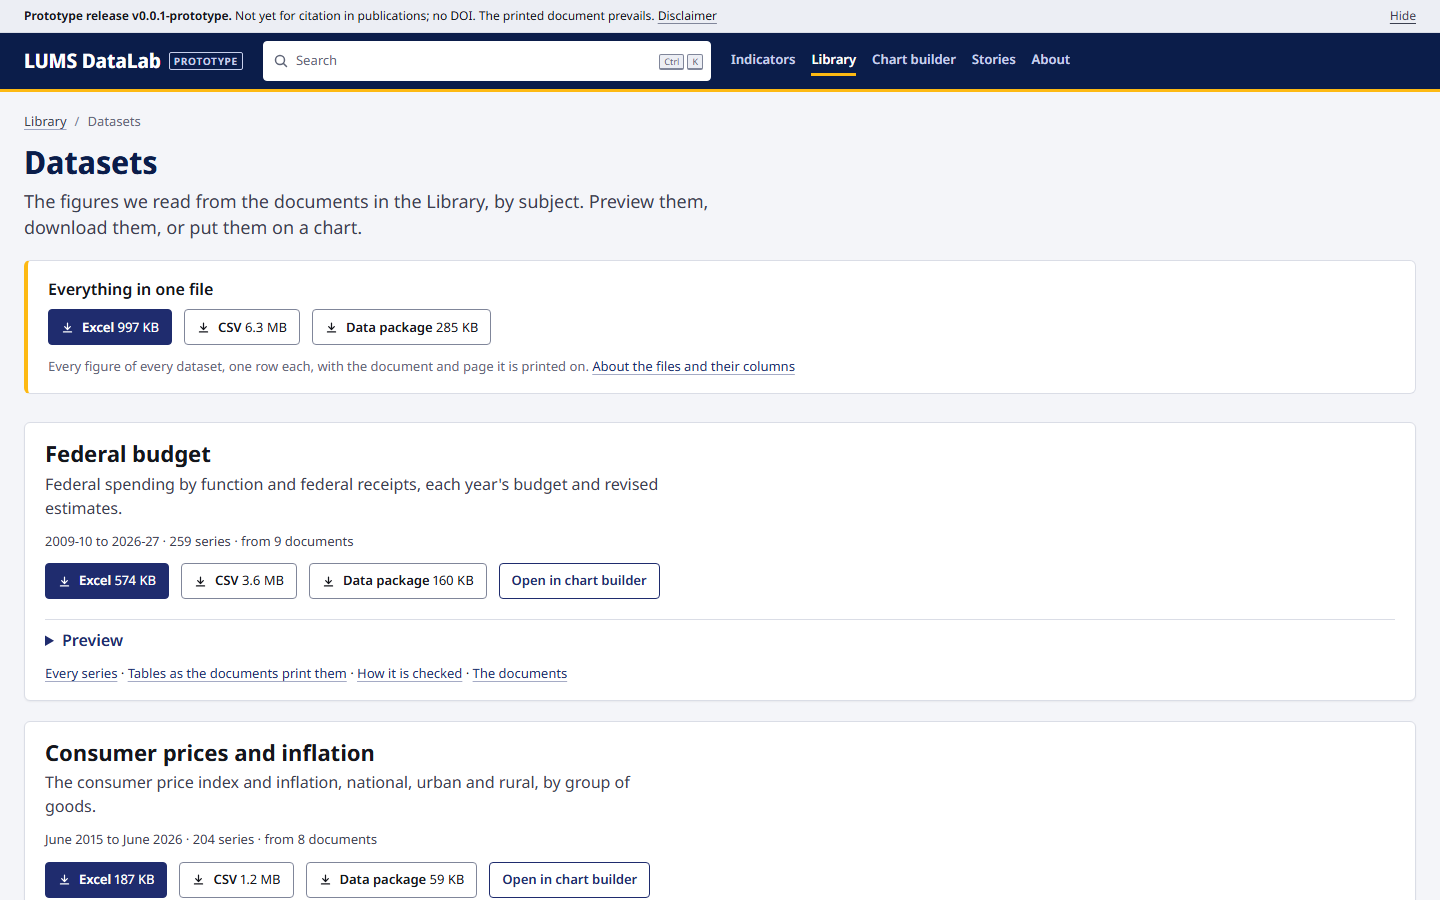 Prototype release v0.0.1-prototype. Not yet for citation in publications; no DOI. The printed document prevails. Disclaimer
Hide
LUMS DataLab PROTOTYPE
Search
Ctrl K
Indicators Library Chart builder Stories About
Library / Datasets
Datasets
The figures we read from the documents in the Library, by subject. Preview them,
download them, or put them on a chart.
Everything in one file
Excel 997 KB
CSV 6.3 MB
Data package 285 KB
Every figure of every dataset, one row each, with the document and page it is printed on. About the files and their columns
Federal budget
Federal spending by function and federal receipts, each year's budget and revised
estimates.
2009-10 to 2026-27 · 259 series · from 9 documents
Excel 574 KB
CSV 3.6 MB
Data package 160 KB
Open in chart builder
Preview
Every series · Tables as the documents print them · How it is checked · The documents
Consumer prices and inflation
The consumer price index and inflation, national, urban and rural, by group of
goods.
June 2015 to June 2026 · 204 series · from 8 documents
Excel 187 KB
CSV 1.2 MB
Data package 59 KB
Open in chart builder